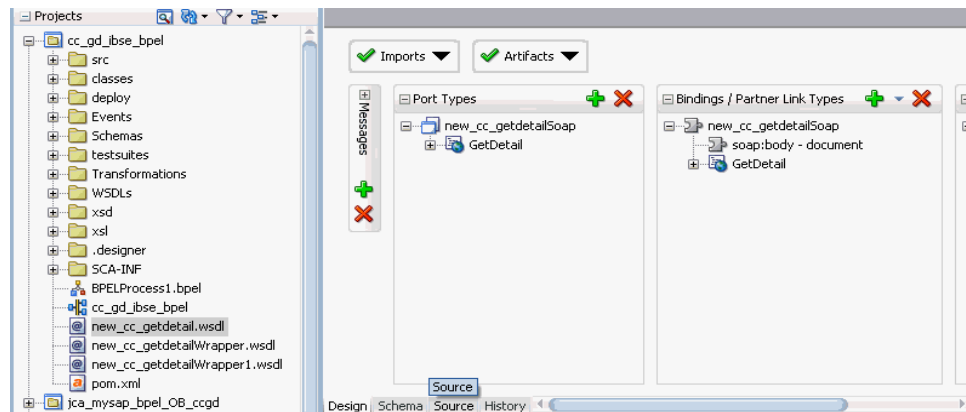 Projects
cc_gd_ibse_bpel
src
classes
deploy
Events
Schemas
testsuites
Transformations
WSDLs
xsd
xsl
.designer
SCA-INF
BPELProcess1.bpel
cc_gd_ibse_bpel
new_cc_getdetail.wsdl
new_cc_getdetailWrapper.wsdl
new_cc_getdetailWrapper1.wsdl
pom.xml
jca_mysap_bpel_OB_ccgd
Imports
Artifacts
Messages
Port Types
new_cc_getdetailSoap
GetDetail
Bindings / Partner Link Types
new_cc_getdetailSoap
soap:body - document
GetDetail
Source
Design Schema Source History